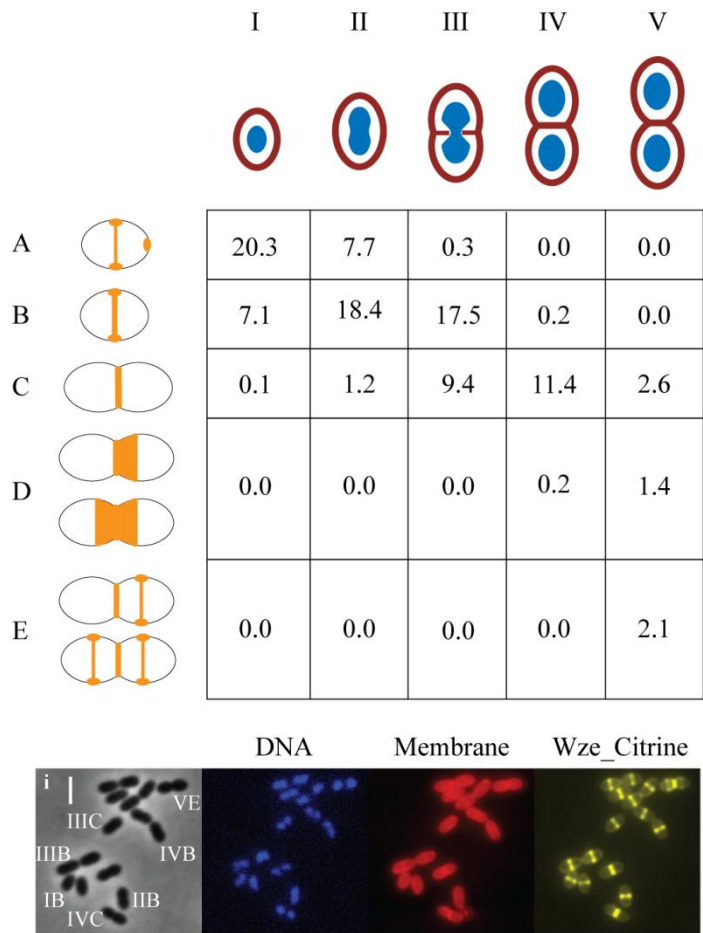 I II III IV V
A 20.3 7.7 0.3 0.0 0.0
B 7.1 18.4 17.5 0.2 0.0
C 0.1 1.2 9.4 11.4 2.6
D 0.0 0.0 0.0 0.2 1.4
E 0.0 0.0 0.0 0.0 2.1
DNA Membrane Wze_Citrine
i
VE
IIIC
IVB
IIIB
IB IIB
IVC